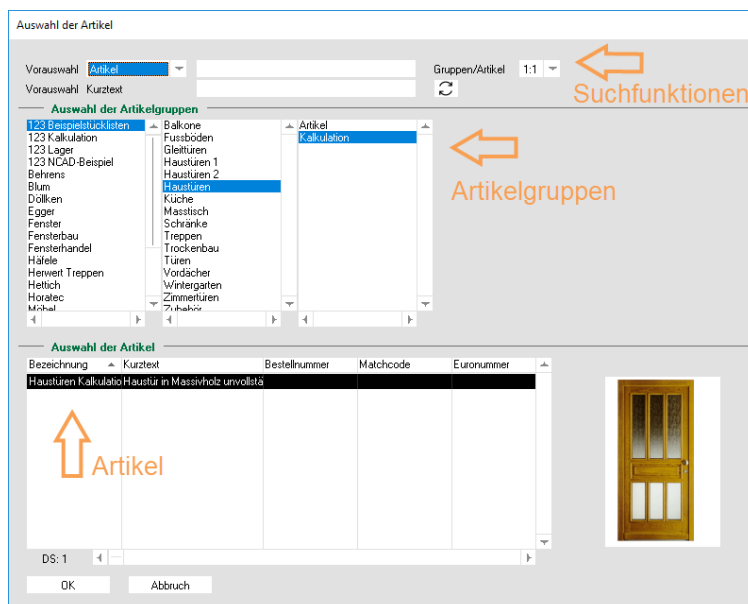 Auswahl der Artikel
Vorauswahl Artikel Gruppen/Artikel 1:1
Vorauswahl Kurztext
Suchfunktionen
Auswahl der Artikelgruppen
123 Beispielstücklisten
123 Kalkulation
123 Lager
123 NCAD-Beispiel
Behrens
Blum
Döllken
Egger
Fenster
Fensterbau
Fensterhandel
Häfele
Herwert Treppen
Hettich
Horatec
Möbel
Balkone
Fussböden
Gleittüren
Haustüren 1
Haustüren 2
Haustüren
Küche
Masstisch
Schränke
Treppen
Trockenbau
Türen
Vordächer
Wintergarten
Zimmertüren
Zubehör
Artikel
Kalkulation
Artikelgruppen
Auswahl der Artikel
Bezeichnung Kurztext Bestellnummer Matchcode Euronummer
Haustüren Kalkulatio Haustür in Massivholz unvollstä
Artikel
DS: 1
OK Abbruch